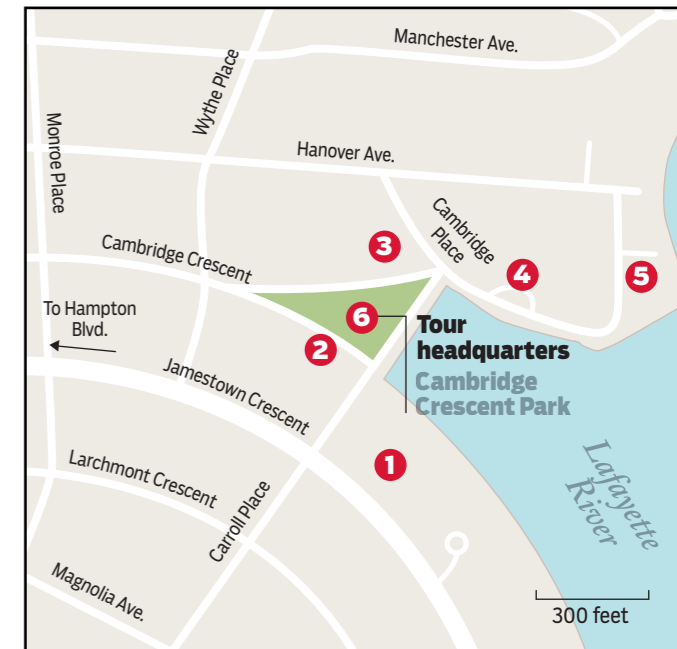 Manchester Ave.
Wythe Place
Monroe Place
Hanover Ave.
Cambridge
Place
3
Cambridge Crescent
4
5
To Hampton
Blvd.
6
Tour
headquarters
2
Cambridge
Crescent Park
Jamestown Crescent
1
Larchmont Crescent
Lafayette
River
Carroll Place
Magnolia Ave.
300 feet